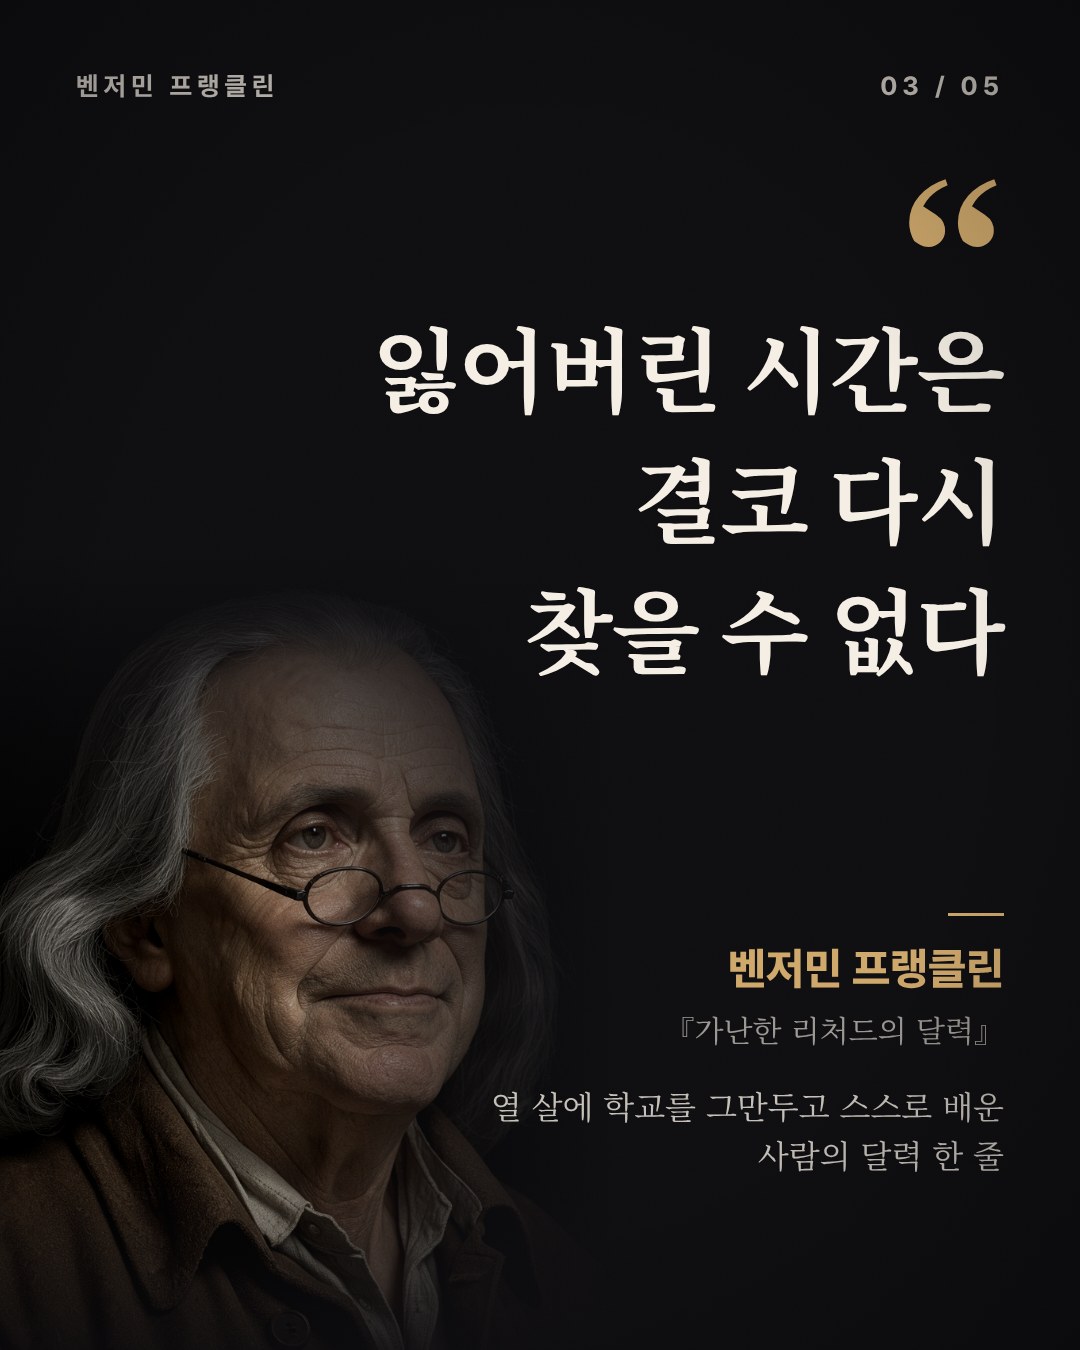 벤저민 프랭클린
03 / 05
“
잃어버린 시간은
결코 다시
찾을 수 없다
벤저민 프랭클린
『가난한 리처드의 달력』
열 살에 학교를 그만두고 스스로 배운
사람의 달력 한 줄